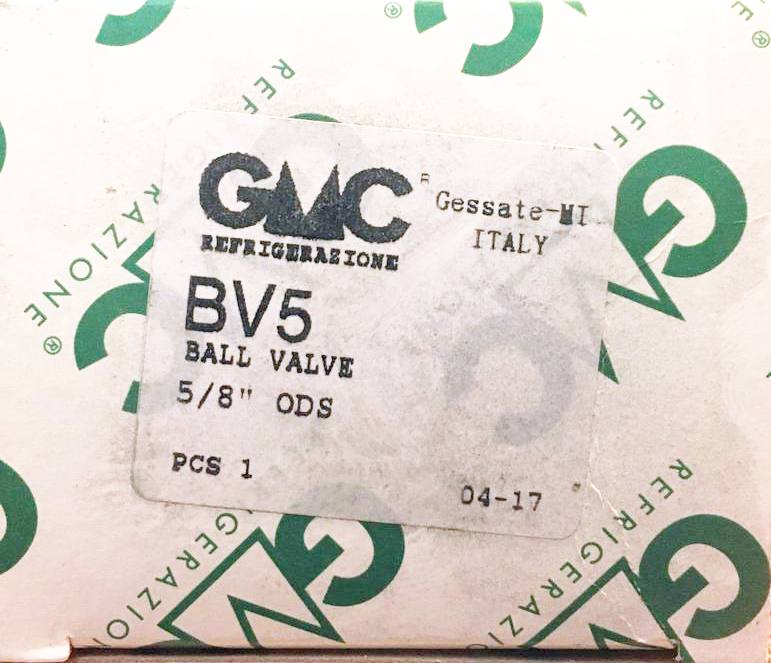 GMC® Gessate-MI
REFRIGERAZIONE ITALY
BV5
BALL VALVE
5/8" ODS
PCS 1
04-17
REFRIGERAZIONE®
REFRIGERAZIONE